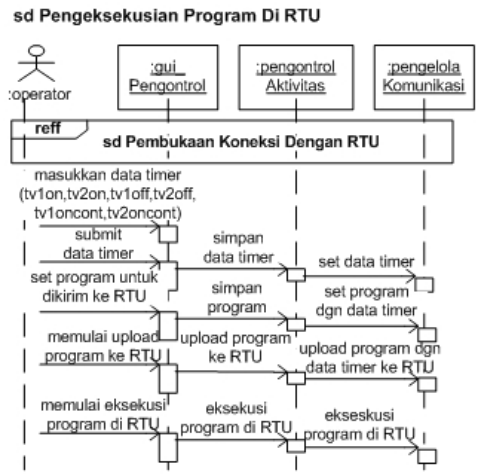 sd Pengeksekusian Program Di RTU
:operator
:gui_
Pengontrol
:pengontrol
Aktivitas
:pengelola
Komunikasi
reff
sd Pembukaan Koneksi Dengan RTU
masukkan data timer
(tv1on,tv2on,tv1off,tv2off,
tv1oncont,tv2oncont)
submit
data timer
simpan
data timer
set data timer
set program untuk
dikirim ke RTU
simpan
program
set program
dgn data timer
memulai upload
program ke RTU
upload program
ke RTU
upload program dgn
data timer ke RTU
memulai eksekusi
program di RTU
eksekusi
program di RTU
ekseskusi
program di RTU